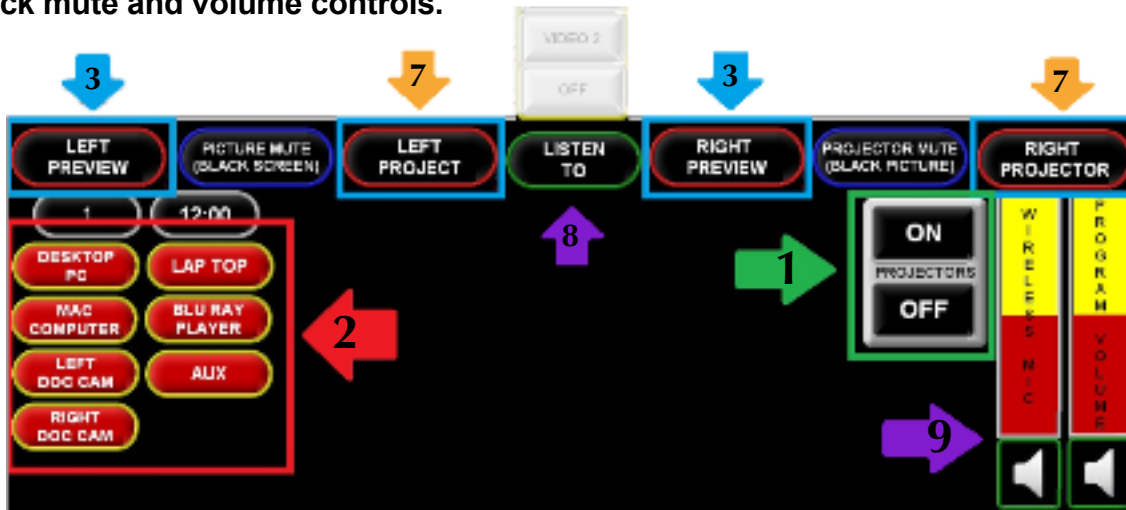 ck mute and volume controls.
VIDEO 2
OFF
3
7
3
7
LEFT
PREVIEW
PICTURE MUTE
(BLACK SCREEN)
LEFT
PROJECT
LISTEN
TO
RIGHT
PREVIEW
PROJECTOR MUTE
(BLACK PICTURE)
RIGHT
PROJECTOR
1
12:00
8
DESKTOP
PC
LAP TOP
MAC
COMPUTER
BLU RAY
PLAYER
LEFT
DOC CAM
AUX
RIGHT
DOC CAM
2
1
ON
PROJECTORS
OFF
WIRELESS MIC
PROGRAM VOLUME
9